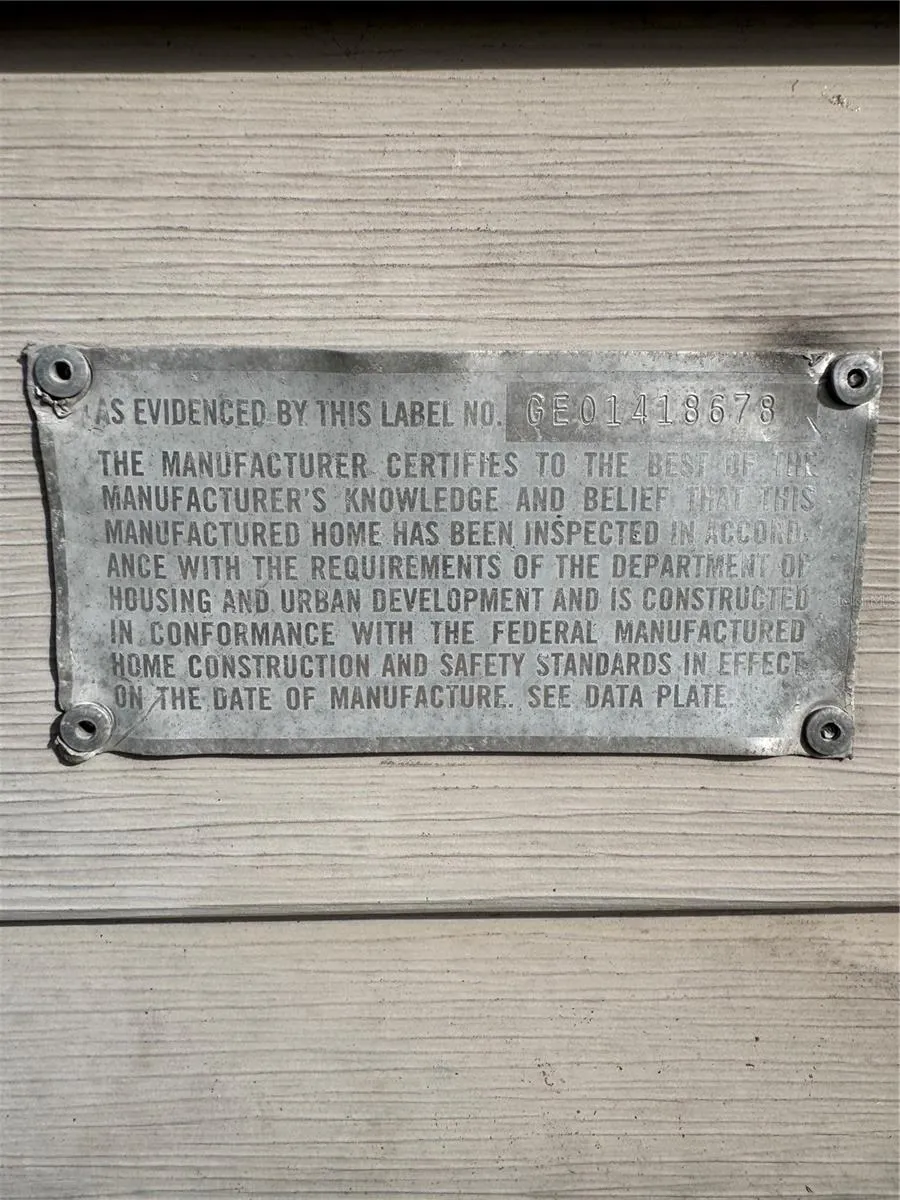 AS EVIDENCED BY THIS LABEL NO. GEO1418678
THE MANUFACTURER CERTIFIES TO THE BEST OF THE
MANUFACTURER'S KNOWLEDGE AND BELIEF THAT THIS
MANUFACTURED HOME HAS BEEN INSPECTED IN ACCORD-
ANCE WITH THE REQUIREMENTS OF THE DEPARTMENT OF
HOUSING AND URBAN DEVELOPMENT AND IS CONSTRUCTED
IN CONFORMANCE WITH THE FEDERAL MANUFACTURED
HOME CONSTRUCTION AND SAFETY STANDARDS IN EFFECT
ON THE DATE OF MANUFACTURE. SEE DATA PLATE.